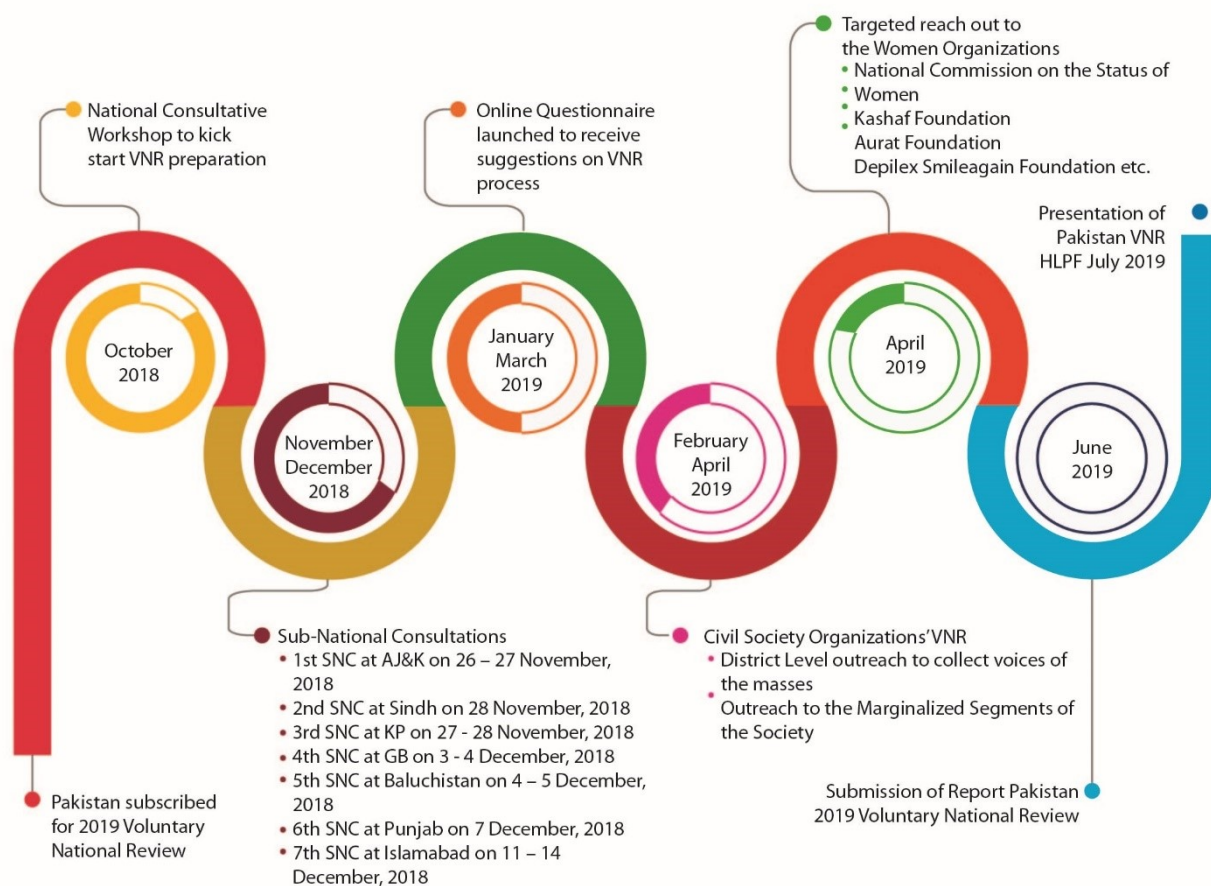 Pakistan subscribed
for 2019 Voluntary
National Review
National Consultative
Workshop to kick
start VNR preparation
October
2018
November
December
2018
Sub-National Consultations
1st SNC at AJ&K on 26 – 27 November,
2018
2nd SNC at Sindh on 28 November, 2018
3rd SNC at KP on 27 - 28 November, 2018
4th SNC at GB on 3 - 4 December, 2018
5th SNC at Baluchistan on 4 – 5 December,
2018
6th SNC at Punjab on 7 December, 2018
7th SNC at Islamabad on 11 – 14
December, 2018
Online Questionnaire
launched to receive
suggestions on VNR
process
January
March
2019
February
April
2019
Civil Society Organizations' VNR
District Level outreach to collect voices of
the masses
Outreach to the Marginalized Segments of
the Society
Targeted reach out to
the Women Organizations
National Commission on the Status of
Women
Kashaf Foundation
Aurat Foundation
Depilex Smileagain Foundation etc.
April
2019
June
2019
Submission of Report Pakistan
2019 Voluntary National Review
Presentation of
Pakistan VNR
HLPF July 2019